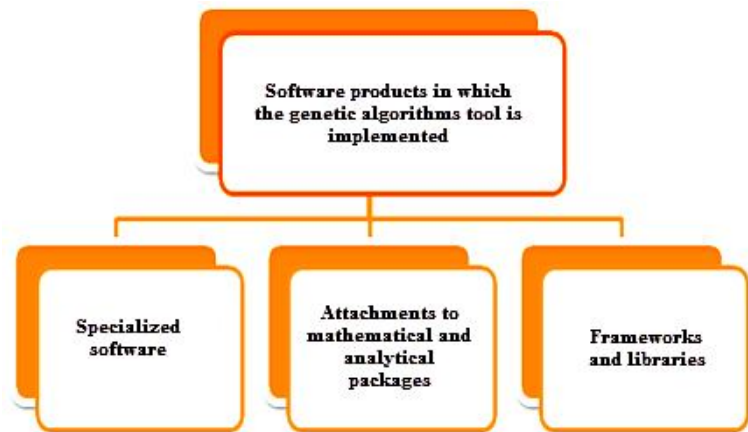 Software products in which
the genetic algorithms tool is
implemented
Specialized
software
Attachments to
mathematical and
analytical
packages
Frameworks
and libraries